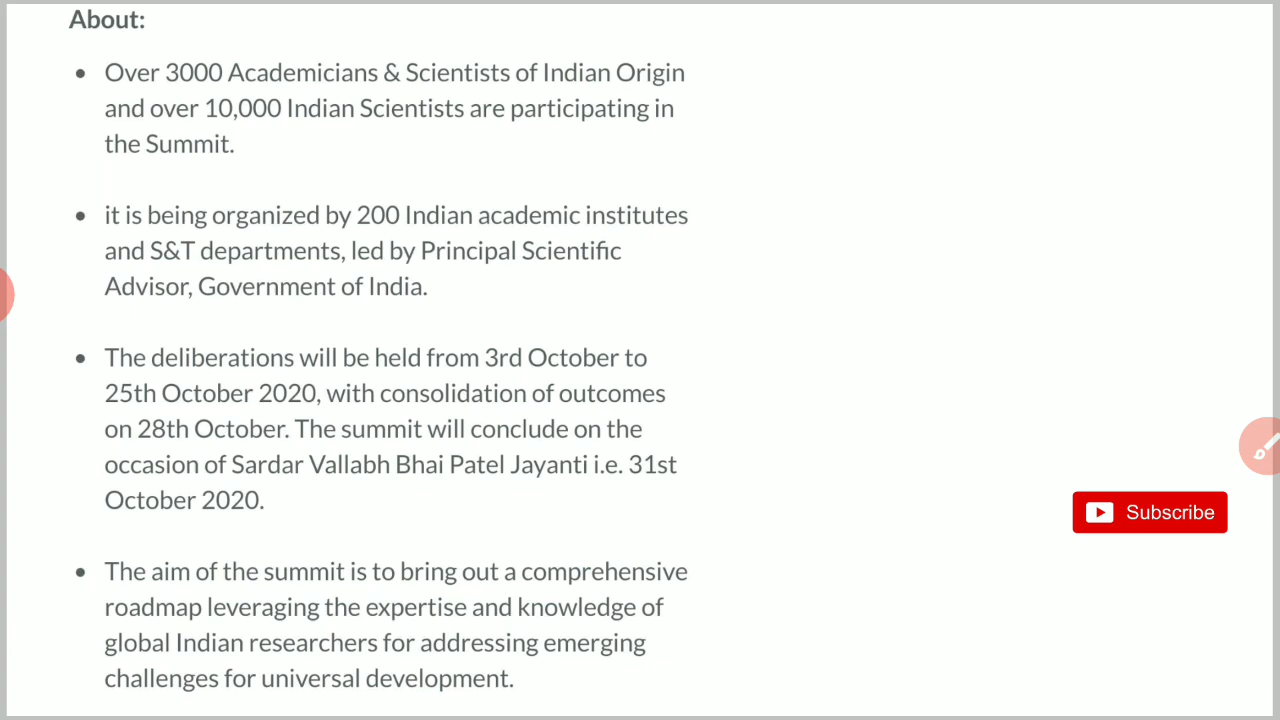 About:
• Over 3000 Academicians & Scientists of Indian Origin
and over 10,000 Indian Scientists are participating in
the Summit.
• it is being organized by 200 Indian academic institutes
and S&T departments, led by Principal Scientific
Advisor, Government of India.
• The deliberations will be held from 3rd October to
25th October 2020, with consolidation of outcomes
on 28th October. The summit will conclude on the
occasion of Sardar Vallabh Bhai Patel Jayanti i.e. 31st
October 2020.
• The aim of the summit is to bring out a comprehensive
roadmap leveraging the expertise and knowledge of
global Indian researchers for addressing emerging
challenges for universal development.
Subscribe